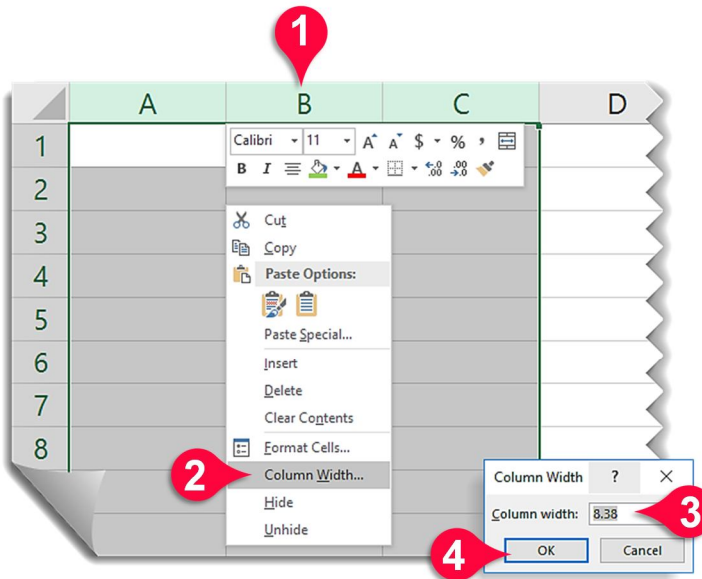 1
A B C D
Calibri 11 A A $ % ,
B I A .00 .00
1
2
3
4
5
6
7
8
Cut
Copy
Paste Options:
Paste Special...
Insert
Delete
Clear Contents
Format Cells...
2 Column Width...
Hide
Unhide
Column Width ? ×
Column width: 8.38 3
4 OK Cancel